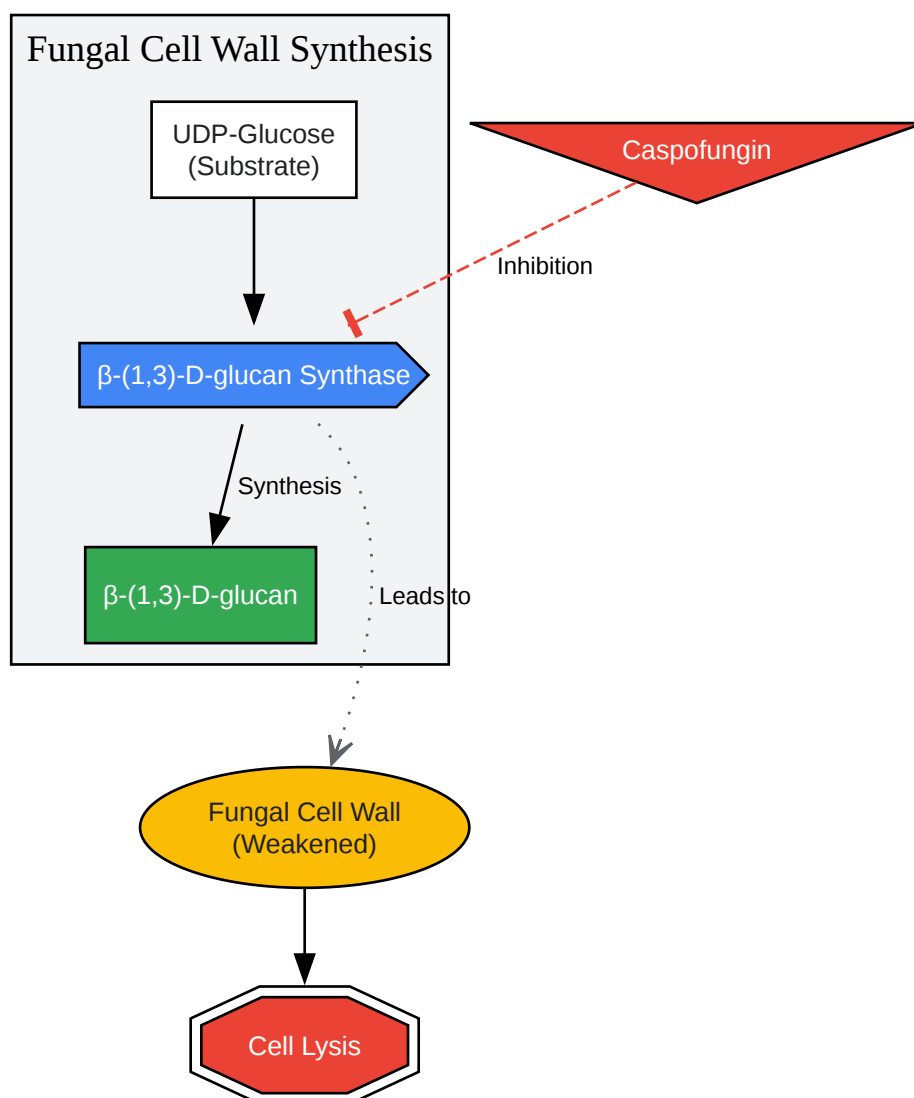 Fungal Cell Wall Synthesis
UDP-Glucose
(Substrate)
Caspofungin
Inhibition
β-(1,3)-D-glucan Synthase
Synthesis
β-(1,3)-D-glucan
Leads to
Fungal Cell Wall
(Weakened)
Cell Lysis